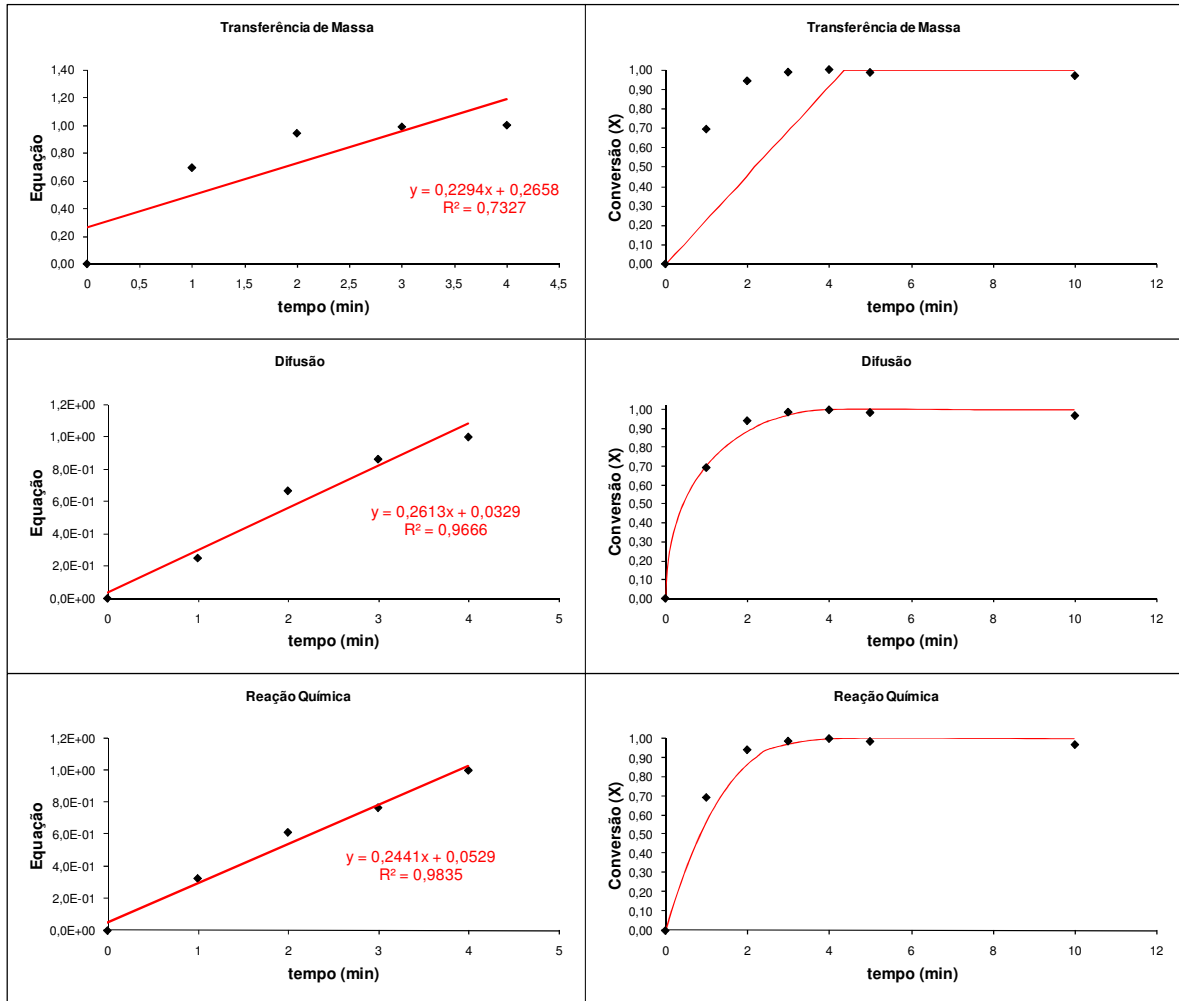 Transferência de Massa
Equação
1,40
1,20
1,00
0,80
0,60
0,40
0,20
0,00
y = 0,2294x + 0,2658
R² = 0,7327
0 0,5 1 1,5 2 2,5 3 3,5 4 4,5
tempo (min)
Transferência de Massa
Conversão (X)
1,00
0,90
0,80
0,70
0,60
0,50
0,40
0,30
0,20
0,10
0,00
0 2 4 6 8 10 12
tempo (min)
Difusão
Equação
1,2E+00
1,0E+00
8,0E-01
6,0E-01
4,0E-01
2,0E-01
0,0E+00
y = 0,2613x + 0,0329
R² = 0,9666
0 1 2 3 4 5
tempo (min)
Difusão
Conversão (X)
1,00
0,90
0,80
0,70
0,60
0,50
0,40
0,30
0,20
0,10
0,00
0 2 4 6 8 10 12
tempo (min)
Reação Química
Equação
1,2E+00
1,0E+00
8,0E-01
6,0E-01
4,0E-01
2,0E-01
0,0E+00
y = 0,2441x + 0,0529
R² = 0,9835
0 1 2 3 4 5
tempo (min)
Reação Química
Conversão (X)
1,00
0,90
0,80
0,70
0,60
0,50
0,40
0,30
0,20
0,10
0,00
0 2 4 6 8 10 12
tempo (min)